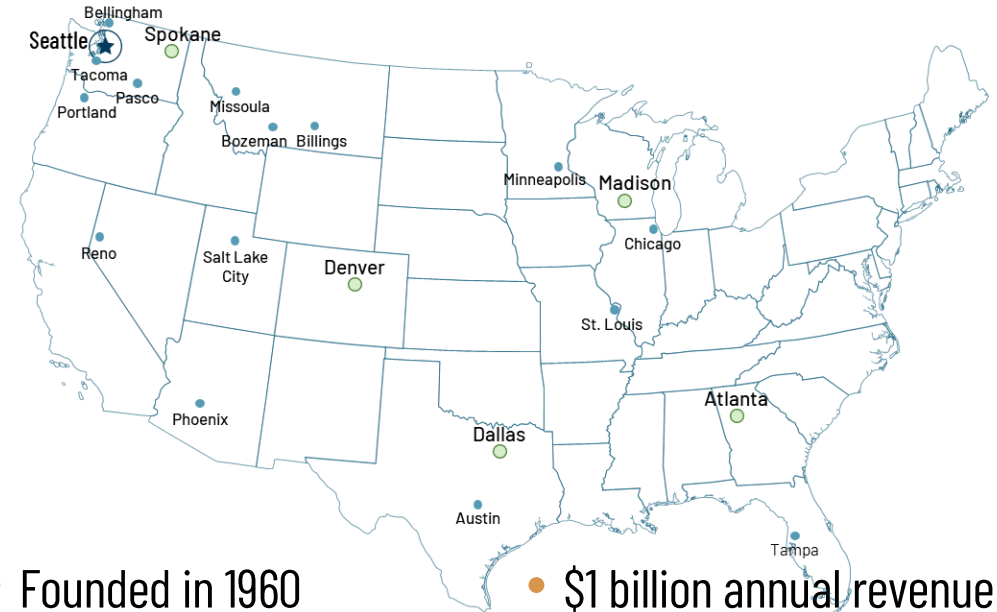 Bellingham
Seattle
Spokane
Tacoma
Pasco
Portland
Missoula
Bozeman
Billings
Minneapolis
Madison
Chicago
Reno
Salt Lake
City
Denver
St. Louis
Phoenix
Atlanta
Dallas
Austin
Tampa
Founded in 1960
$1 billion annual revenue